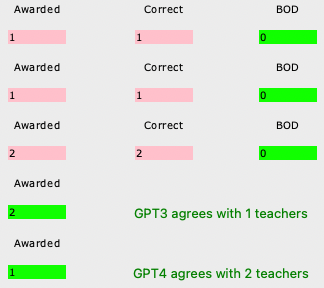 Awarded Correct BOD
1 1 0
Awarded Correct BOD
1 1 0
Awarded Correct BOD
2 2 0
Awarded
2 GPT3 agrees with 1 teachers
Awarded
1 GPT4 agrees with 2 teachers